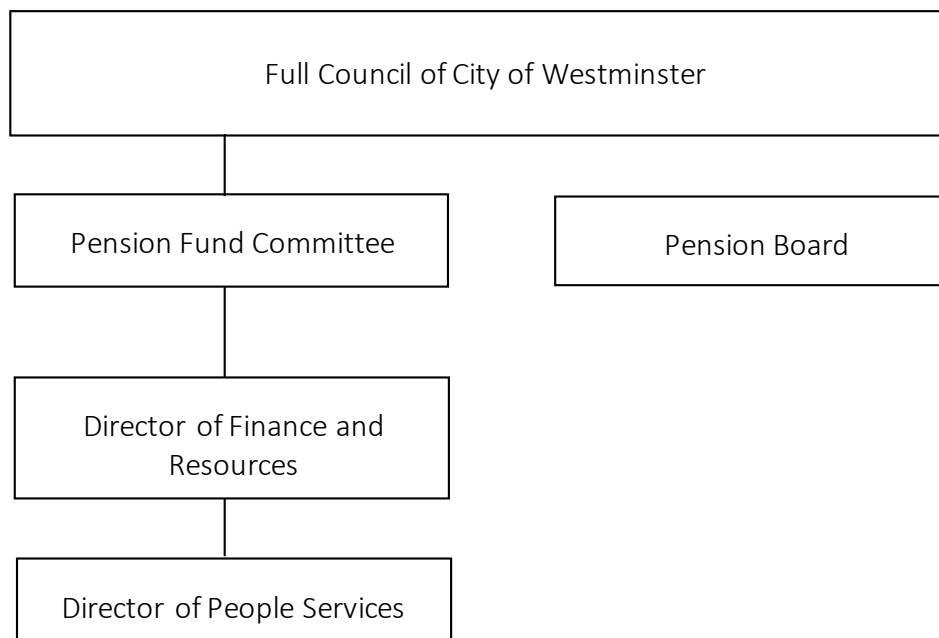 Full Council of City of Westminster
Pension Fund Committee
Pension Board
Director of Finance and
Resources
Director of People Services